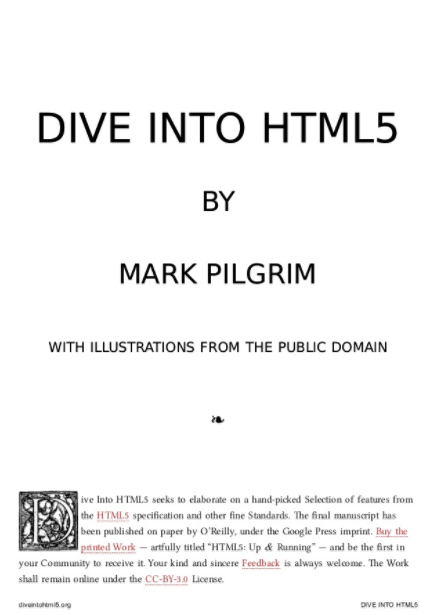 DIVE INTO HTML5
BY
MARK PILGRIM
WITH ILLUSTRATIONS FROM THE PUBLIC DOMAIN
❧
Dive Into HTML5 seeks to elaborate on a hand-picked Selection of features from
the HTML5 specification and other fine Standards. The final manuscript has
been published on paper by O’Reilly, under the Google Press imprint. Buy the
printed Work — artfully titled “HTML5: Up & Running” — and be the first in
your Community to receive it. Your kind and sincere Feedback is always welcome. The Work
shall remain online under the CC-BY-3.0 License.
diveintohtml5.org DIVE INTO HTML5